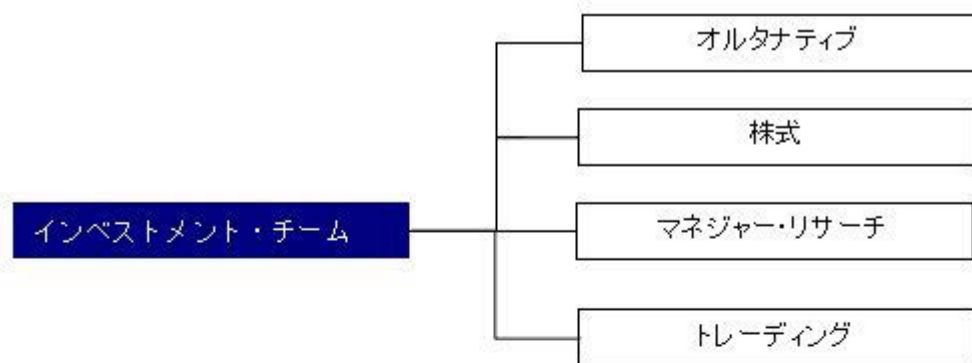 オルタナティブ
株式
インベストメント・チーム
マネジャー・リサーチ
トレーディング